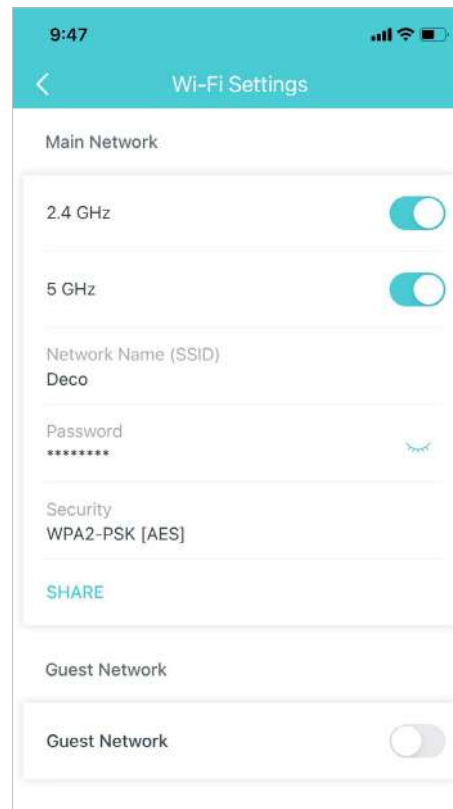 9:47
Wi-Fi Settings
Main Network
2.4 GHz
5 GHz
Network Name (SSID)
Deco
Password
********
Security
WPA2-PSK [AES]
SHARE
Guest Network
Guest Network